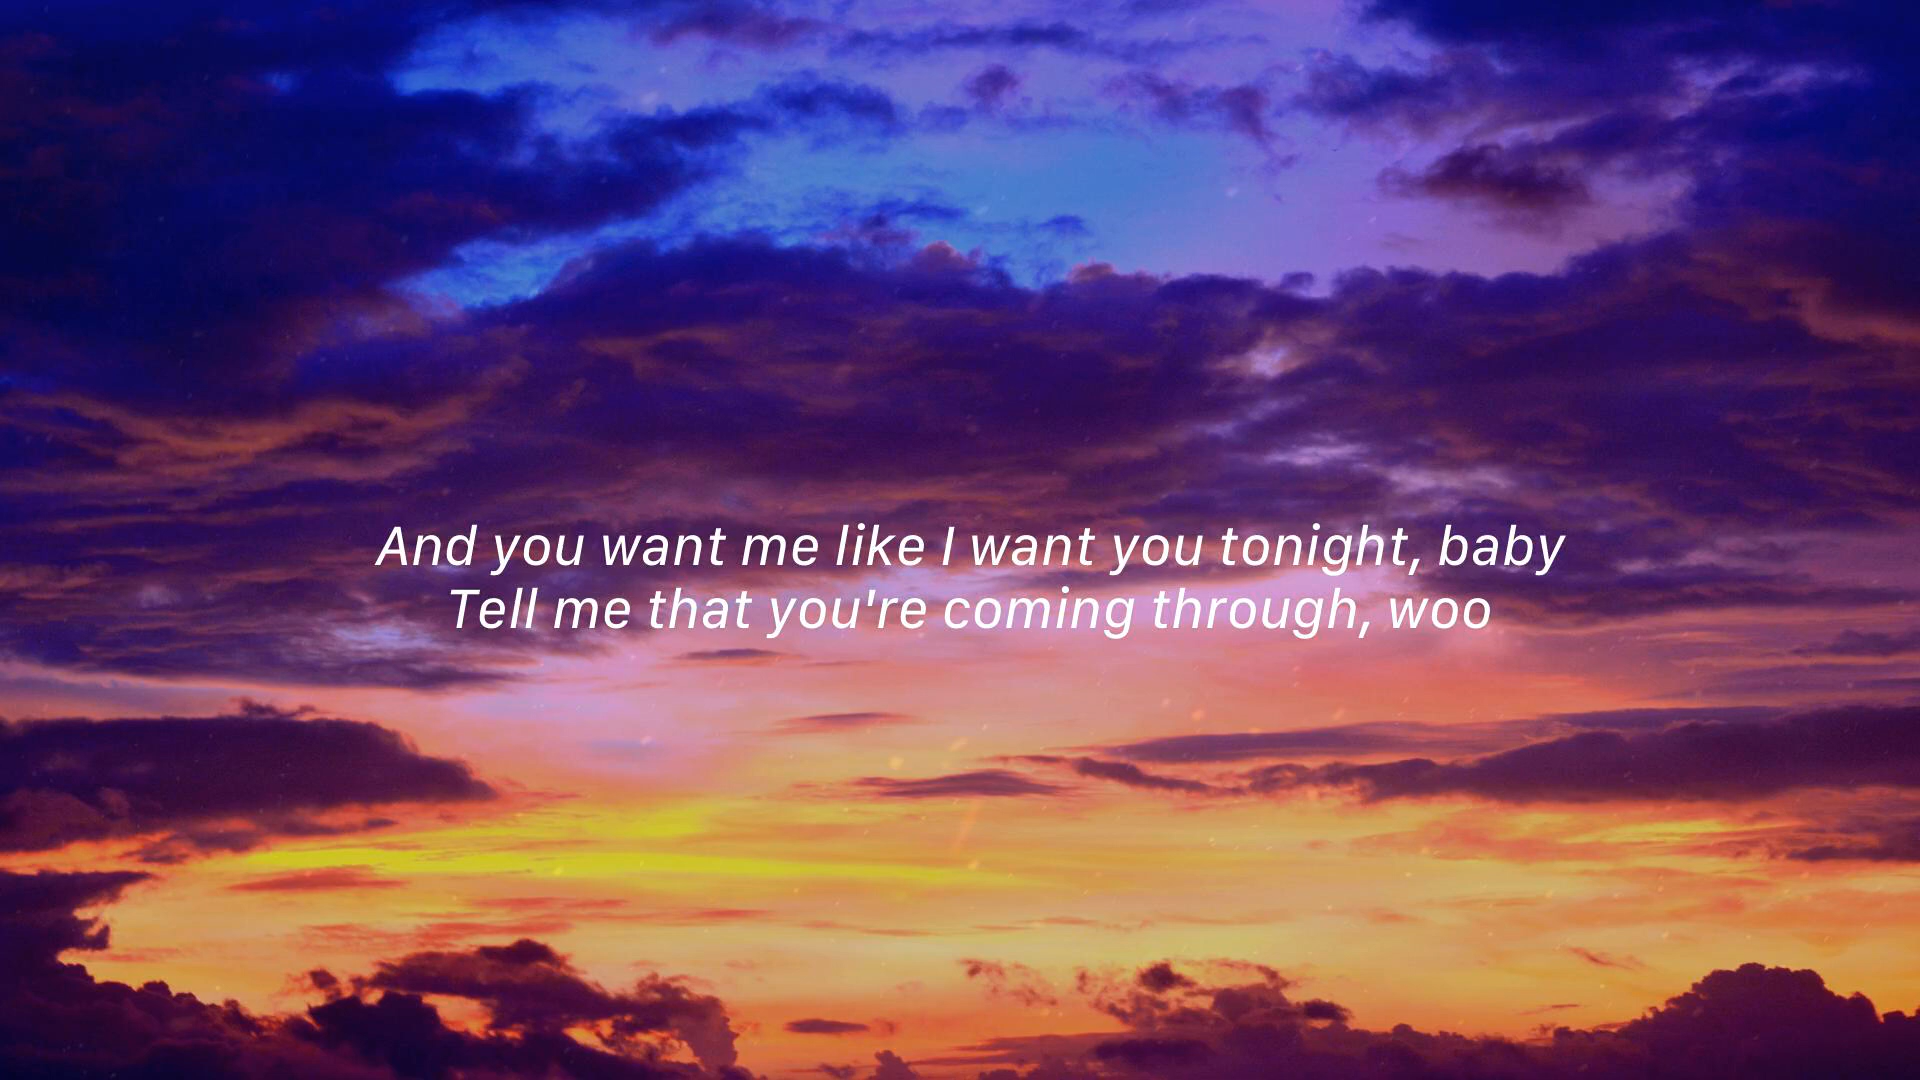 And you want me like I want you tonight, baby
Tell me that you're coming through, woo